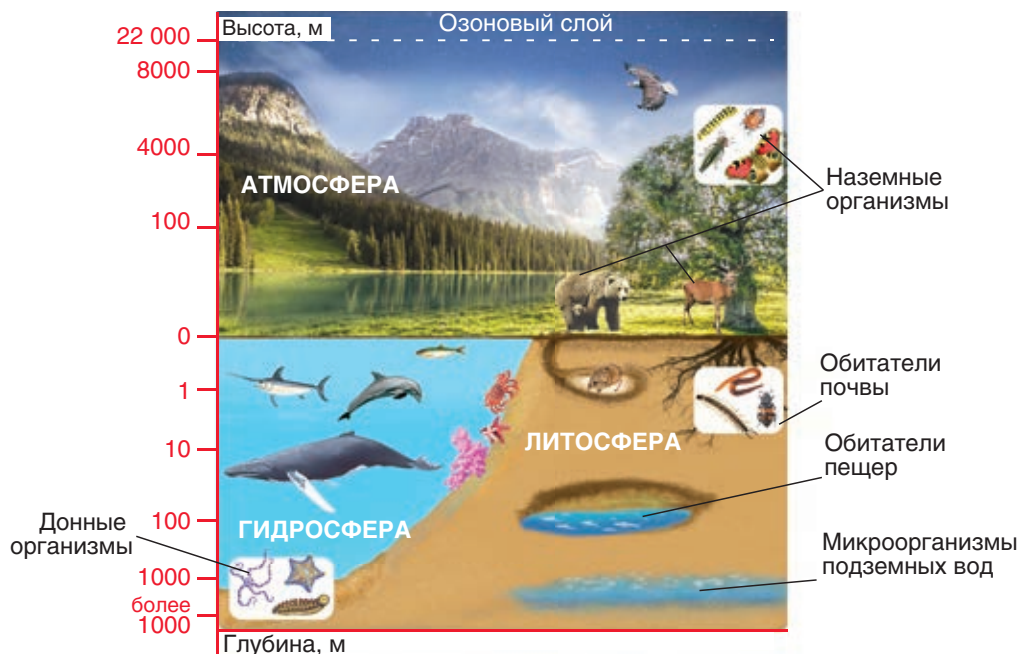 Высота, м
Озоновый слой
22 000
8000
4000
АТМОСФЕРА
100
Наземные
организмы
0
1
Обитатели
почвы
10
ЛИТОСФЕРА
Обитатели
пещер
100
ГИДРОСФЕРА
Донные
организмы
Микроорганизмы
подземных вод
1000
более
1000
Глубина, м